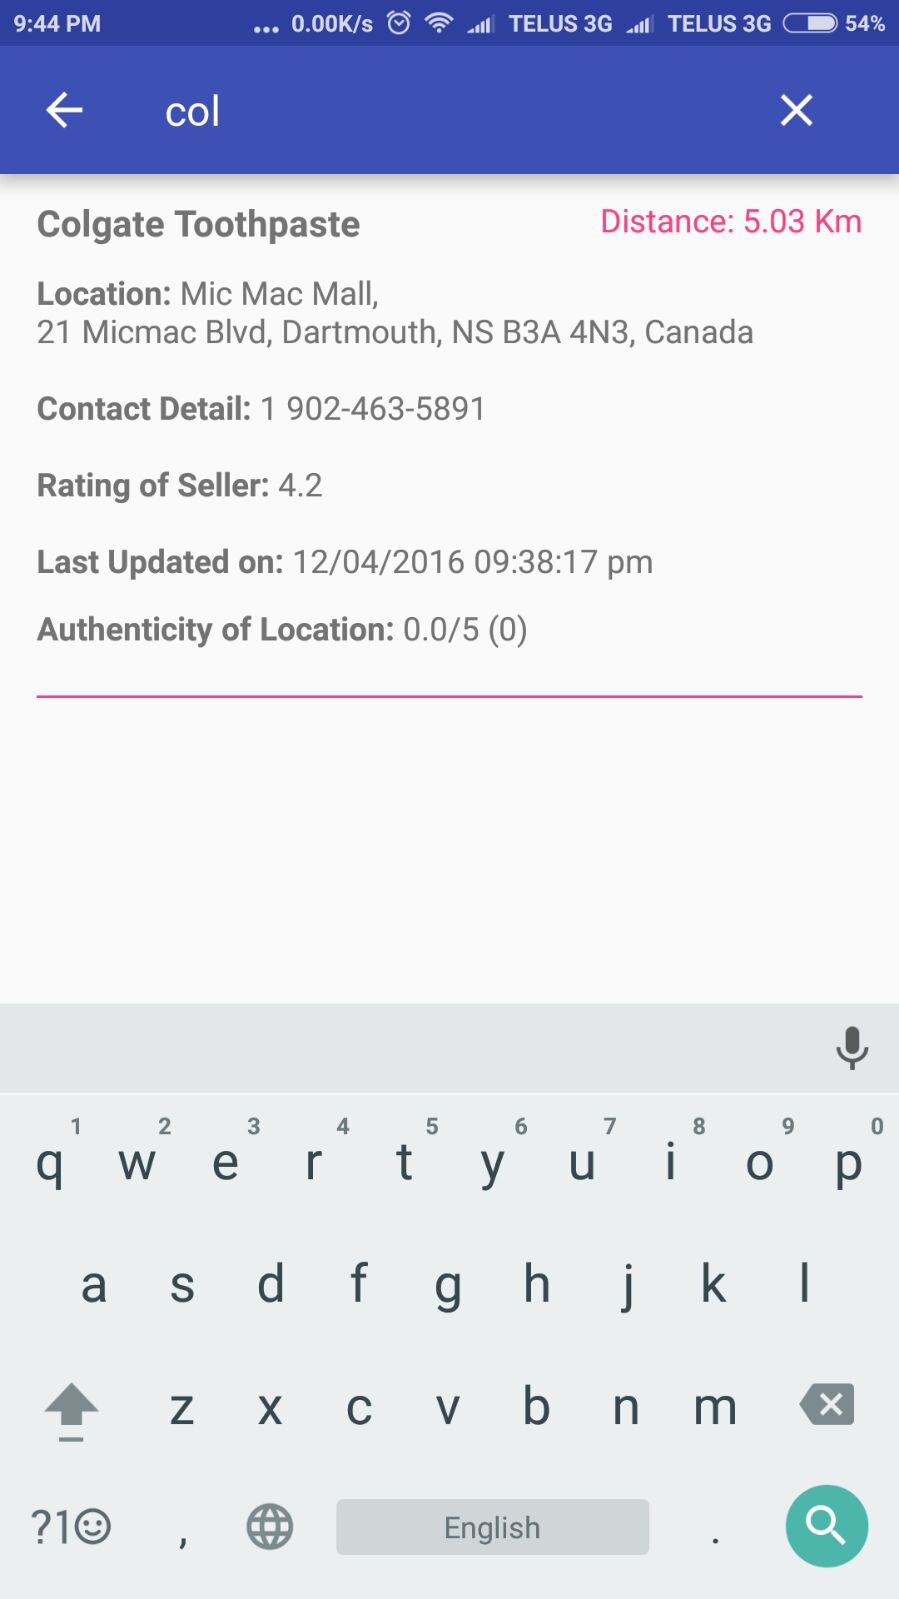 9:44 PM ... 0.00K/s TELUS 3G TELUS 3G 54%
col
Colgate Toothpaste Distance: 5.03 Km
Location: Mic Mac Mall,
21 Micmac Blvd, Dartmouth, NS B3A 4N3, Canada
Contact Detail: 1 902-463-5891
Rating of Seller: 4.2
Last Updated on: 12/04/2016 09:38:17 pm
Authenticity of Location: 0.0/5 (0)
1 2 3 4 5 6 7 8 9 0
q w e r t y u i o p
a s d f g h j k l
z x c v b n m
?1 , English .